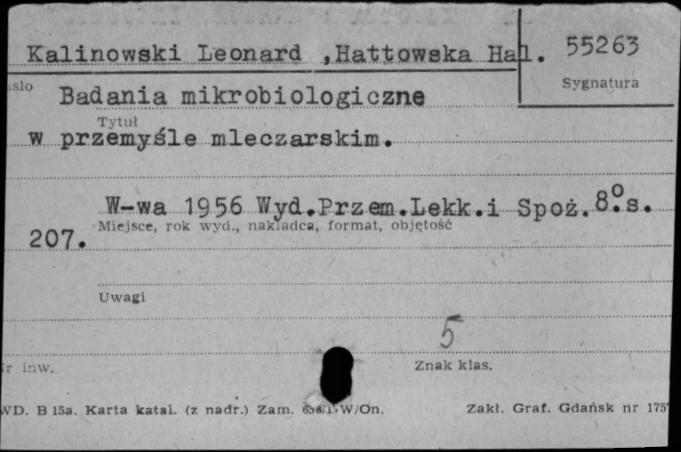 Kalinowski Leonard ,Hattowska Hal. 55263
Sygnatura
Badania mikrobiologiczne
Tytuł
w przemyśle mleczarskim.
W-wa 1956 Wyd.Przem.Lekk.i Spoż.8°.s.
Miejsce, rok wyd., nakładca, format, objętość
207.
Uwagi
5
inw.
Znak klas.
WD. B 15a. Karta katal. (z nadr.) Zam. W/On. Zakł. Graf. Gdańsk nr 175